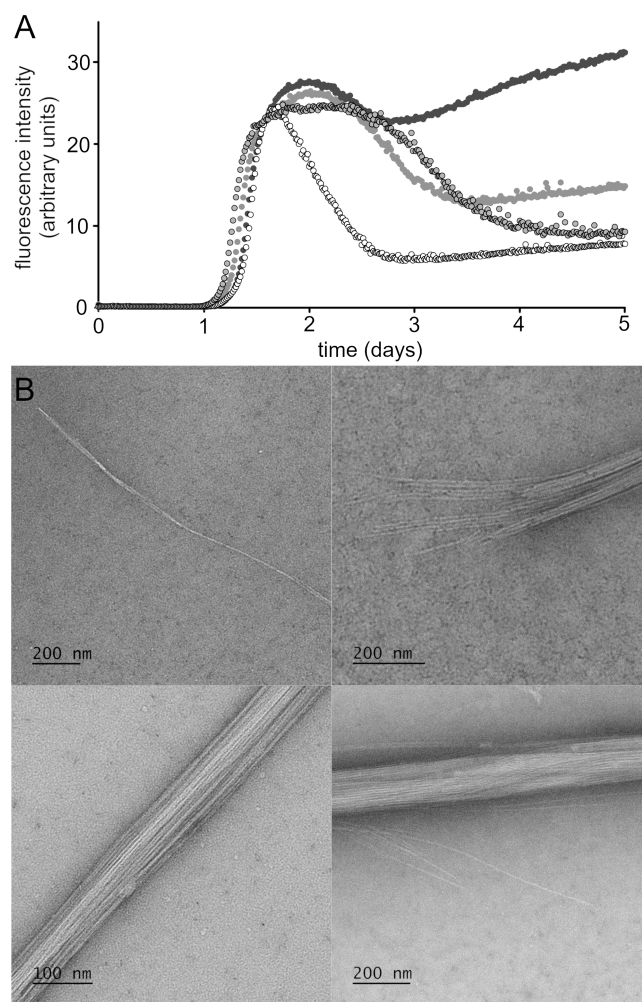 A
fluorescence intensity
(arbitrary units)
30
20
10
0
0 1 2 3 4 5
time (days)
B
200 nm
200 nm
100 nm
200 nm